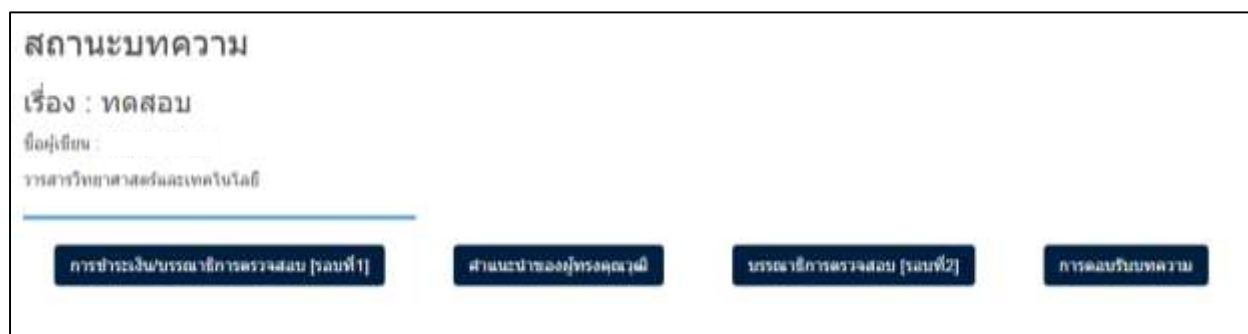 สถานะบทความ
เรื่อง : ทดสอบ
ชื่อผู้เขียน :
วารสารวิทยาศาสตร์และเทคโนโลยี
การชำระเงิน/บรรณาธิการตรวจสอบ [รอบที่1]
คำแนะนำของผู้ทรงคุณวุฒิ
บรรณาธิการตรวจสอบ [รอบที่2]
การตอบรับบทความ